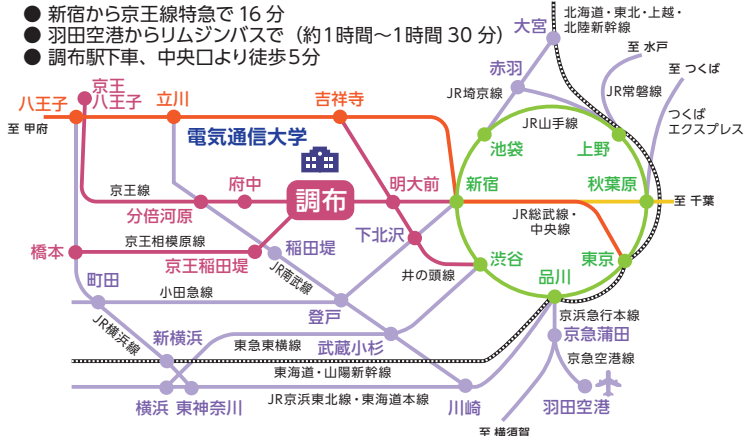 ● 新宿から京王線特急で16分
● 羽田空港からリムジンバスで（約1時間〜1時間30分）
● 調布駅下車、中央口より徒歩5分
大宮
北海道・東北・上越・
北陸新幹線
至 水戸
至 つくば
赤羽
JR埼京線
JR常磐線
つくば
エクスプレス
京王
八王子
八王子
立川
吉祥寺
至 甲府
電気通信大学
JR山手線
池袋
上野
京王線
府中
分倍河原
調布
明大前
新宿
秋葉原
至 千葉
JR総武線・
中央線
下北沢
橋本
京王相模原線
京王稲田堤
稲田堤
JR南武線
井の頭線
渋谷
品川
東京
町田
小田急線
登戸
京浜急行本線
JR横浜線
新横浜
東急東横線
武蔵小杉
京急蒲田
京急空港線
東海道・山陽新幹線
横浜
東神奈川
JR京浜東北線・東海道本線
川崎
羽田空港
至 横須賀